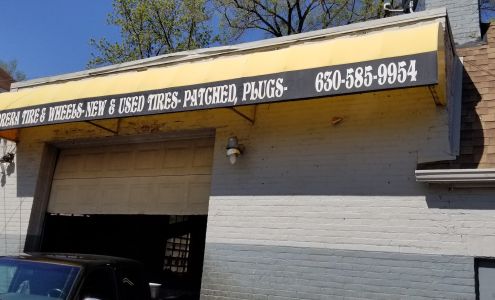 TIRE & WHEELS-NEW & USED TIRES-PATCHED, PLUGS- 630-585-9954